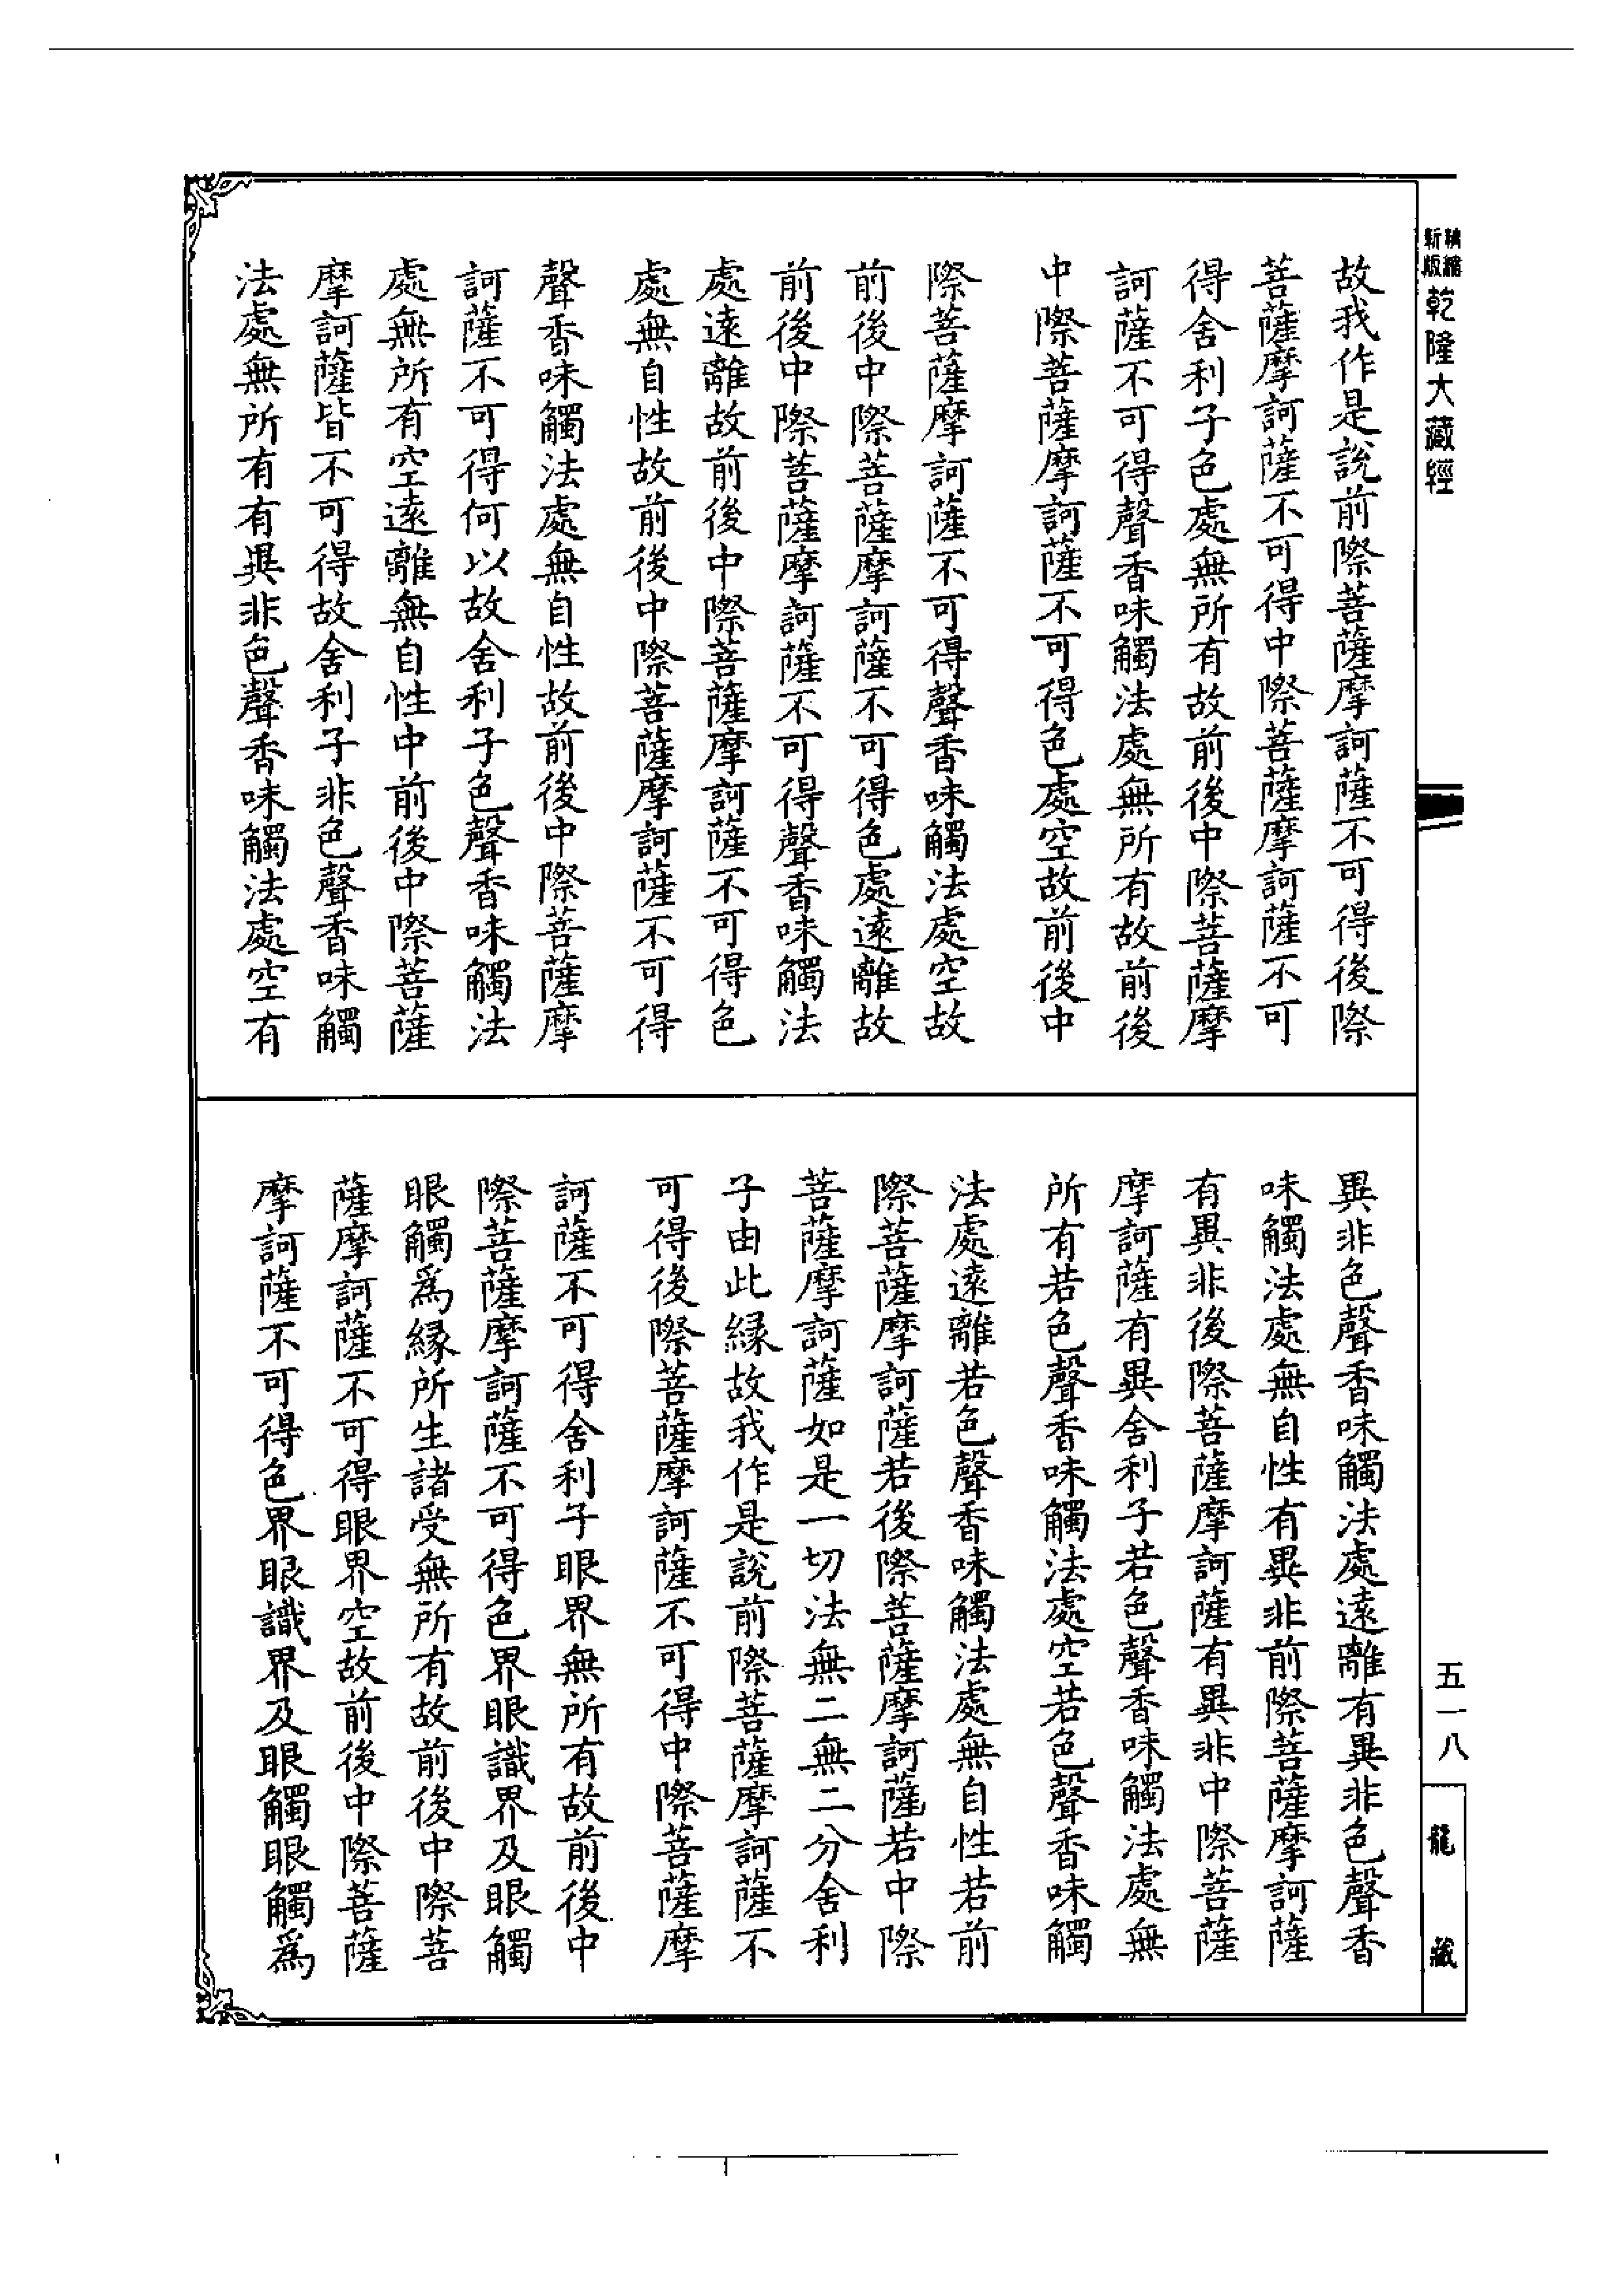 新版精縮
乾隆大藏經
故我作是説前際菩薩摩訶薩不可得後際
菩薩摩訶薩不可得中際菩薩摩訶薩不可
得舍利子色處無所有故前後中際菩薩摩
訶薩不可得聲香味觸法處無所有故前後
中際菩薩摩訶薩不可得色處空故前後中
際菩薩摩訶薩不可得聲香味觸法處空故
前後中際菩薩摩訶薩不可得色處遠離故
前後中際菩薩摩訶薩不可得聲香味觸法
處遠離故前後中際菩薩摩訶薩不可得色
處無自性故前後中際菩薩摩訶薩不可得
聲香味觸法處無自性故前後中際菩薩摩
訶薩不可得何以故舍利子色聲香味觸法
處無所有空遠離無自性中前後中際菩薩
摩訶薩皆不可得故舍利子非色聲香味觸
法處無所有有異非色聲香味觸法處空有
異非色聲香味觸法處遠離有異非色聲香
味觸法處無自性有異非前際菩薩摩訶薩
有異非後際菩薩摩訶薩有異非中際菩薩
摩訶薩有異舍利子若色聲香味觸法處無
所有若色聲香味觸法處空若色聲香味觸
法處遠離若色聲香味觸法處無自性若前
際菩薩摩訶薩若後際菩薩摩訶薩若中際
菩薩摩訶薩如是一切法無二無二分舍利
子由此緣故我作是説前際菩薩摩訶薩不
可得後際菩薩摩訶薩不可得中際菩薩摩
訶薩不可得舍利子眼界無所有故前後中
際菩薩摩訶薩不可得色界眼識界及眼觸
眼觸爲緣所生諸受無所有故前後中際菩
薩摩訶薩不可得眼界空故前後中際菩薩
摩訶薩不可得色界眼識界及眼觸眼觸爲
五一八
龍藏